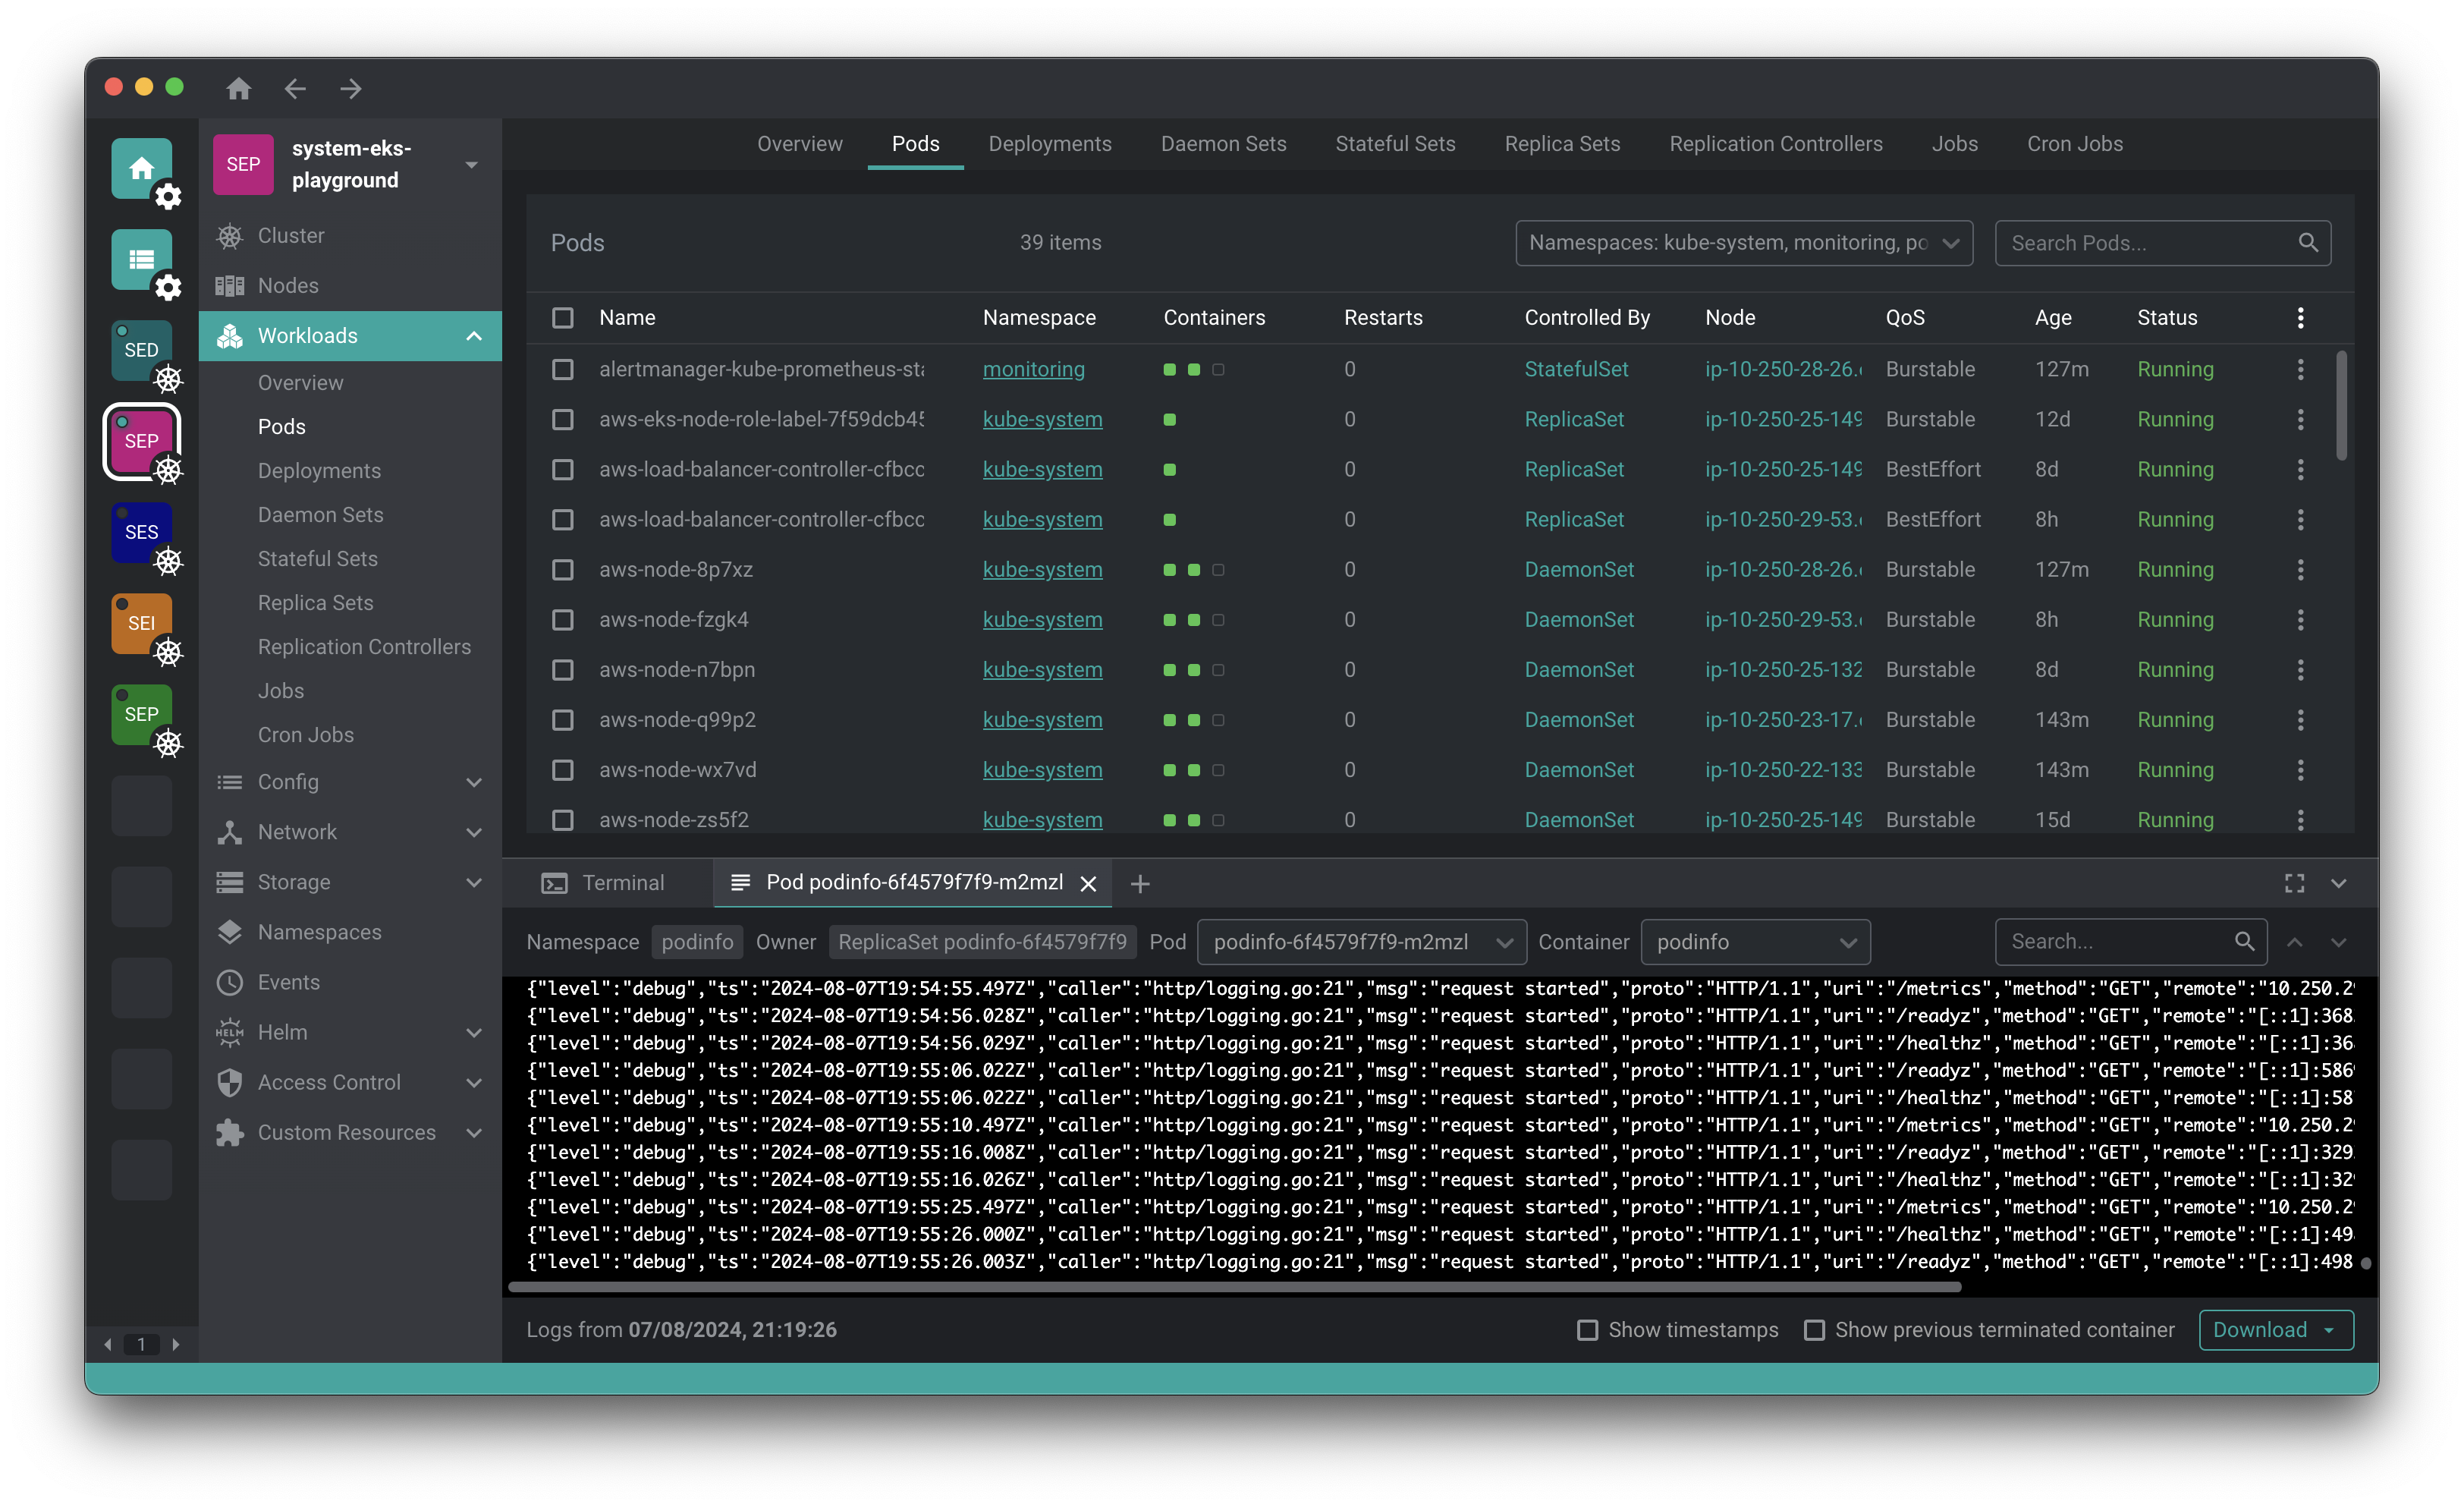 SED
SEP
SES
SEI
SEP
1
SEP system-eks-
playground
Cluster
Nodes
Workloads
Overview
Pods
Deployments
Daemon Sets
Stateful Sets
Replica Sets
Replication Controllers
Jobs
Cron Jobs
Config
Network
Storage
Namespaces
Events
HELM Helm
Access Control
Custom Resources
Overview Pods Deployments Daemon Sets Stateful Sets Replica Sets Replication Controllers Jobs Cron Jobs
Pods 39 items Namespaces: kube-system, monitoring, po Search Pods...
Name Namespace Containers Restarts Controlled By Node QoS Age Status
alertmanager-kube-prometheus-sta monitoring 0 StatefulSet ip-10-250-28-26. Burstable 127m Running
aws-eks-node-role-label-7f59dcb45 kube-system 0 ReplicaSet ip-10-250-25-149 Burstable 12d Running
aws-load-balancer-controller-cfbcc kube-system 0 ReplicaSet ip-10-250-25-149 BestEffort 8d Running
aws-load-balancer-controller-cfbcc kube-system 0 ReplicaSet ip-10-250-29-53. BestEffort 8h Running
aws-node-8p7xz kube-system 0 DaemonSet ip-10-250-28-26. Burstable 127m Running
aws-node-fzgk4 kube-system 0 DaemonSet ip-10-250-29-53. Burstable 8h Running
aws-node-n7bpn kube-system 0 DaemonSet ip-10-250-25-132 Burstable 8d Running
aws-node-q99p2 kube-system 0 DaemonSet ip-10-250-23-17. Burstable 143m Running
aws-node-wx7vd kube-system 0 DaemonSet ip-10-250-22-133 Burstable 143m Running
aws-node-zs5f2 kube-system 0 DaemonSet ip-10-250-25-149 Burstable 15d Running
Terminal Pod podinfo-6f4579f7f9-m2mzl
Namespace podinfo Owner ReplicaSet podinfo-6f4579f7f9 Pod podinfo-6f4579f7f9-m2mzl Container podinfo Search...
{"level":"debug","ts":"2024-08-07T19:54:55.497Z","caller":"http/logging.go:21","msg":"request started","proto":"HTTP/1.1","uri":"/metrics","method":"GET","remote":"10.250.29
{"level":"debug","ts":"2024-08-07T19:54:56.028Z","caller":"http/logging.go:21","msg":"request started","proto":"HTTP/1.1","uri":"/readyz","method":"GET","remote":"[::1]:368
{"level":"debug","ts":"2024-08-07T19:54:56.029Z","caller":"http/logging.go:21","msg":"request started","proto":"HTTP/1.1","uri":"/healthz","method":"GET","remote":"[::1]:36
{"level":"debug","ts":"2024-08-07T19:55:06.022Z","caller":"http/logging.go:21","msg":"request started","proto":"HTTP/1.1","uri":"/readyz","method":"GET","remote":"[::1]:586
{"level":"debug","ts":"2024-08-07T19:55:06.022Z","caller":"http/logging.go:21","msg":"request started","proto":"HTTP/1.1","uri":"/healthz","method":"GET","remote":"[::1]:58
{"level":"debug","ts":"2024-08-07T19:55:10.497Z","caller":"http/logging.go:21","msg":"request started","proto":"HTTP/1.1","uri":"/metrics","method":"GET","remote":"10.250.29
{"level":"debug","ts":"2024-08-07T19:55:16.008Z","caller":"http/logging.go:21","msg":"request started","proto":"HTTP/1.1","uri":"/readyz","method":"GET","remote":"[::1]:329
{"level":"debug","ts":"2024-08-07T19:55:16.026Z","caller":"http/logging.go:21","msg":"request started","proto":"HTTP/1.1","uri":"/healthz","method":"GET","remote":"[::1]:329
{"level":"debug","ts":"2024-08-07T19:55:25.497Z","caller":"http/logging.go:21","msg":"request started","proto":"HTTP/1.1","uri":"/metrics","method":"GET","remote":"10.250.29
{"level":"debug","ts":"2024-08-07T19:55:26.000Z","caller":"http/logging.go:21","msg":"request started","proto":"HTTP/1.1","uri":"/healthz","method":"GET","remote":"[::1]:49
{"level":"debug","ts":"2024-08-07T19:55:26.003Z","caller":"http/logging.go:21","msg":"request started","proto":"HTTP/1.1","uri":"/readyz","method":"GET","remote":"[::1]:498
Logs from 07/08/2024, 21:19:26 Show timestamps Show previous terminated container Download